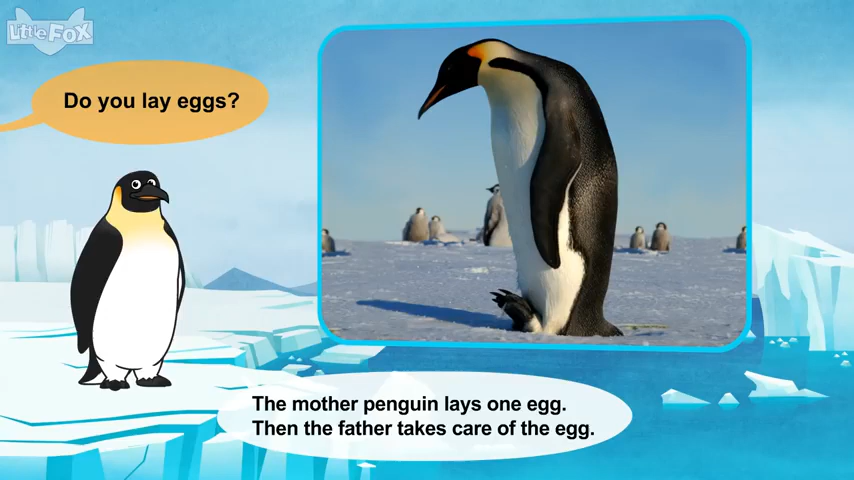 Little Fox
Do you lay eggs?
The mother penguin lays one egg.
Then the father takes care of the egg.